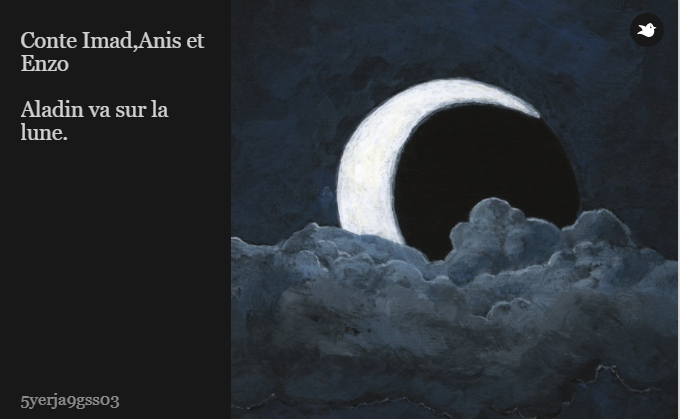 Conte Imad,Anis et
Enzo
Aladin va sur la
lune.
5yerja9gss03